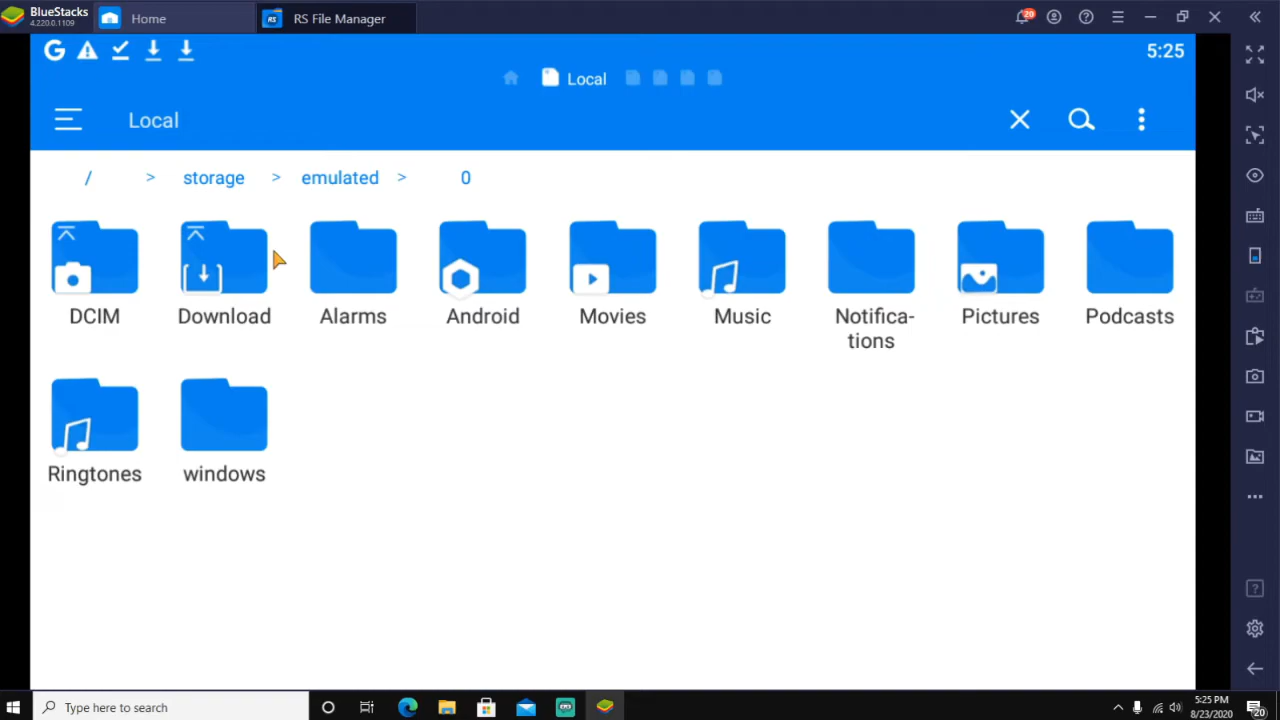 BlueStacks
4.220.0.1109
Home
RS File Manager
20
G
5:25
Local
Local
/ > storage > emulated > 0
DCIM
Download
Alarms
Android
Movies
Music
Notifica-
tions
Pictures
Podcasts
Ringtones
windows
Type here to search
5:25 PM
8/23/2020
20